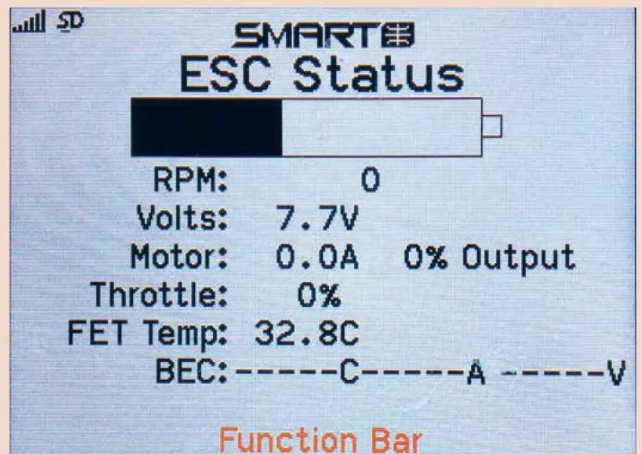 SD
SMART
ESC Status
RPM: 0
Volts: 7.7V
Motor: 0.0A 0% Output
Throttle: 0%
FET Temp: 32.8C
BEC:-----C-----A -----V
Function Bar